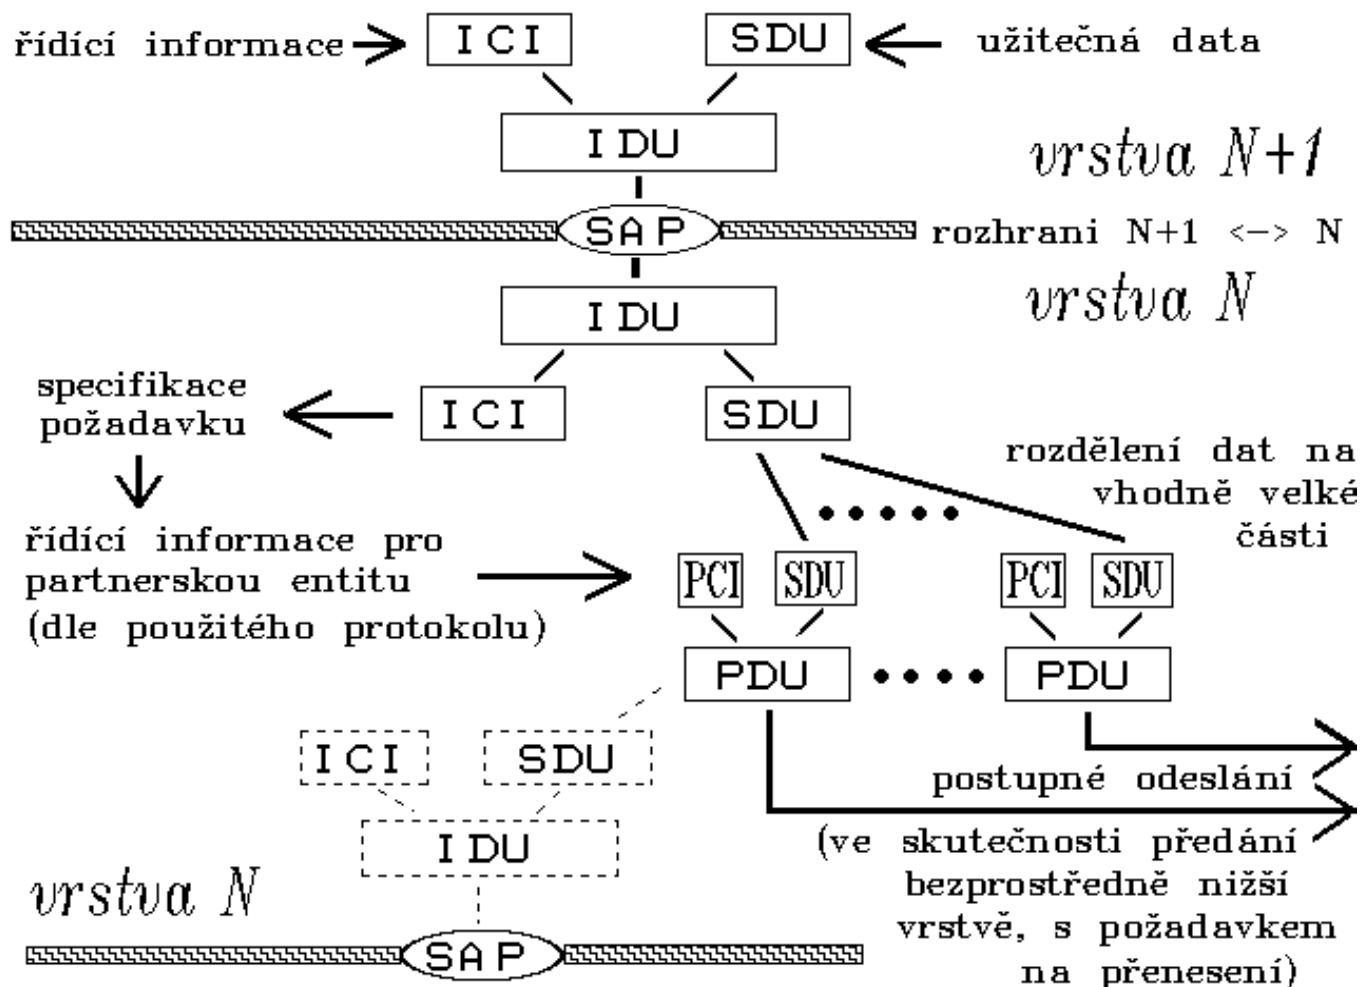 řídící informace
ICI
SDU
užitečná data
IDU
vrstva N+1
SAP
rozhrani N+1 <-> N
IDU
vrstva N
specifikace
požadavku
ICI
SDU
rozdělení dat na
vhodně velké
části
řídící informace pro
partnerskou entitu
(dle použitého protokolu)
PCI
SDU
PCI
SDU
PDU
PDU
ICI
SDU
postupné odeslání
IDU
(ve skutečnosti předání
bezprostředně nižší
vrstvě, s požadavkem
na přenesení)
vrstva N
SAP